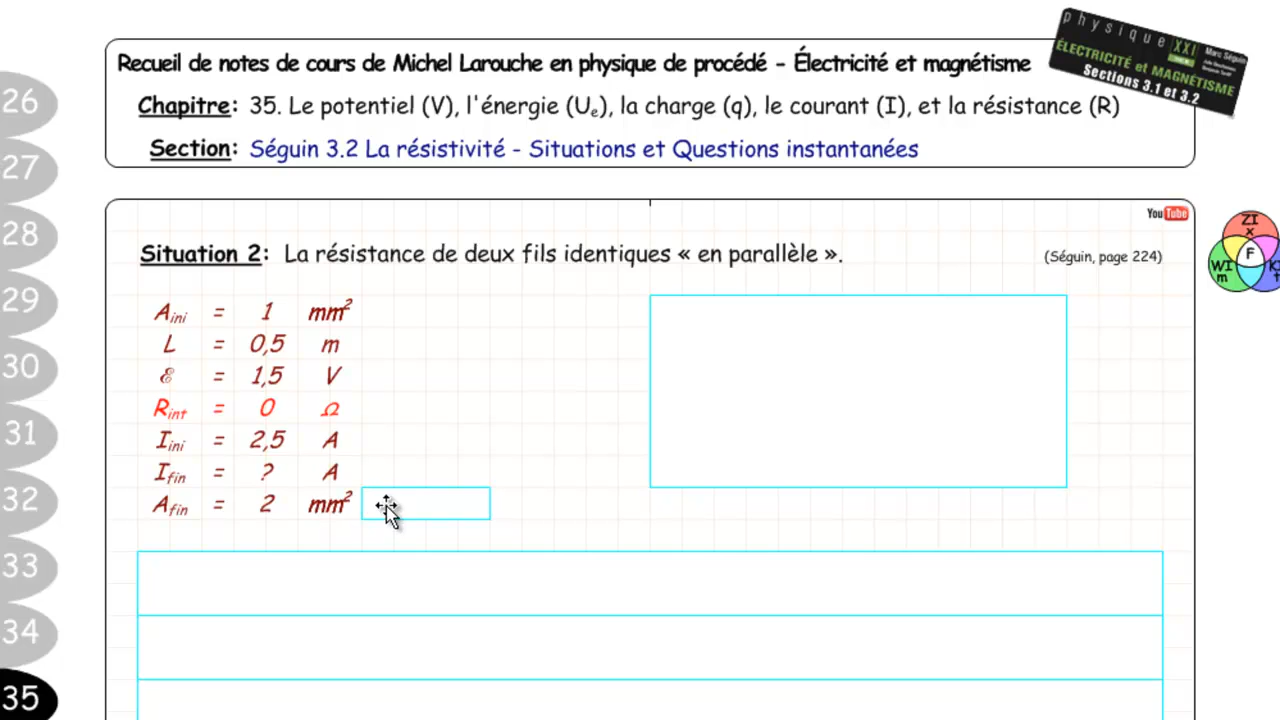 physique XXI
Marc Séguin
ÉLECTRICITÉ et MAGNÉTISME
Sections 3.1 et 3.2
Recueil de notes de cours de Michel Larouche en physique de procédé - Électricité et magnétisme
Chapitre: 35. Le potentiel (V), l'énergie (Uₑ), la charge (q), le courant (I), et la résistance (R)
Section: Séguin 3.2 La résistivité - Situations et Questions instantanées
YouTube
Situation 2: La résistance de deux fils identiques « en parallèle ».
(Séguin, page 224)
A_ini = 1 mm²
L = 0,5 m
ℰ = 1,5 V
R_int = 0 Ω
I_ini = 2,5 A
I_fin = ? A
A_fin = 2 mm²
26
27
28
29
30
31
32
33
34
35
ZI
x
F
WI
m